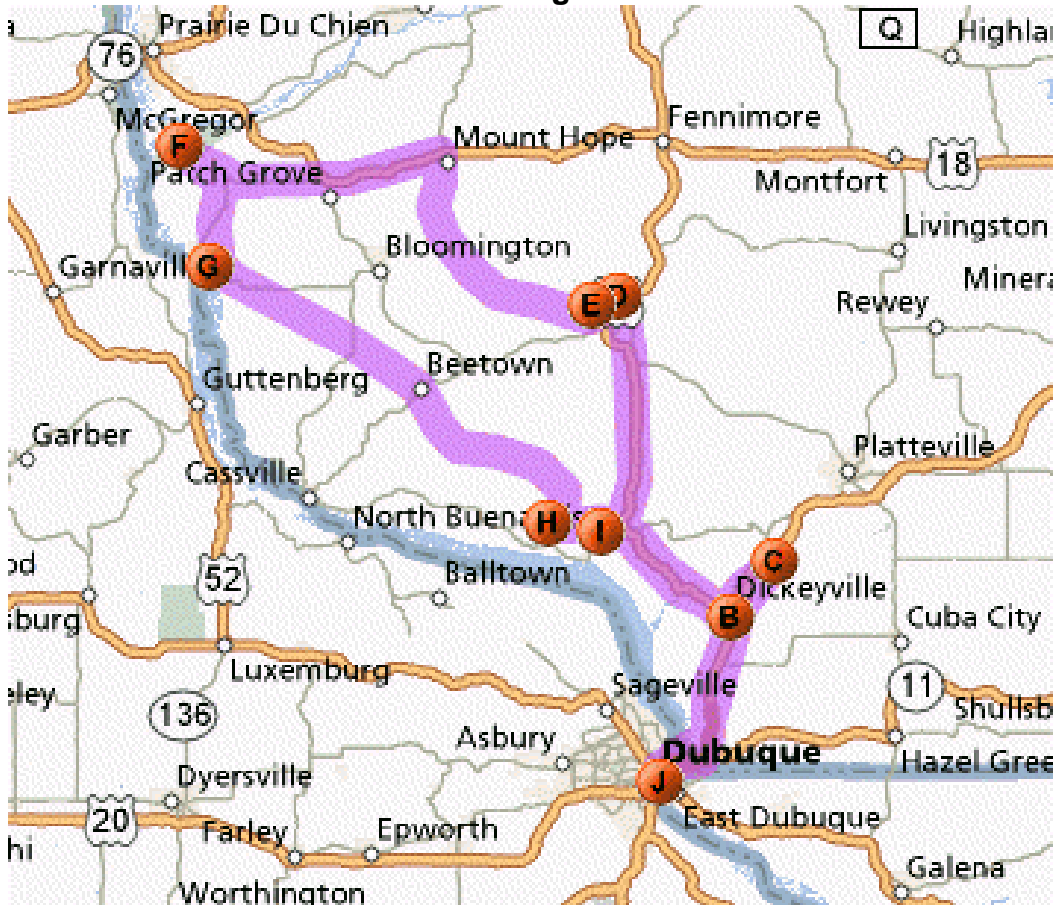 Prairie Du Chien
Q
Highla
76
McGregor
F
Mount Hope
Fennimore
Patch Grove
18
Montfort
Livingston
Bloomington
Garnavill
G
Minera
E
D
Rewey
Beetown
Guttenberg
Garber
Platteville
Cassville
North Buena
H
I
C
52
Balltown
Dickeyville
B
sburg
Cuba City
Luxemburg
eley
Sageville
11
136
Shullsb
Asbury
Dubuque
Hazel Gree
J
Dyersville
20
Farley
Epworth
East Dubuque
hi
Galena
Worthington